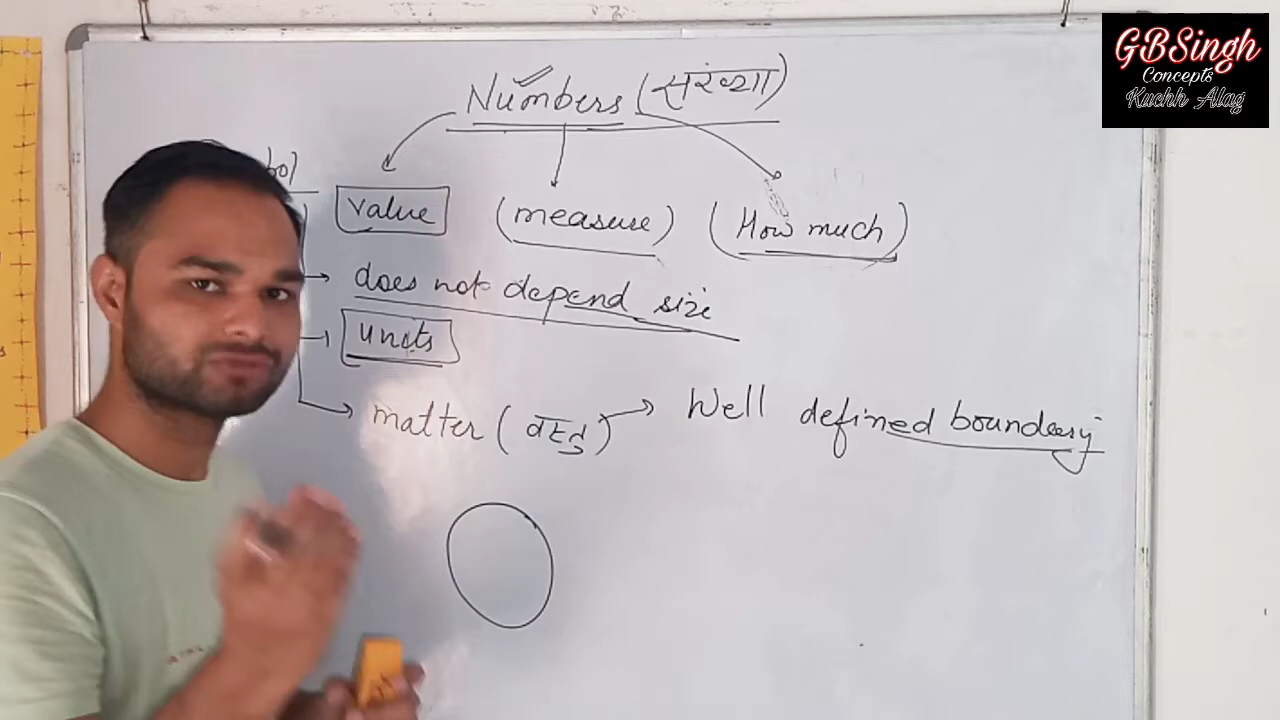 GBSingh
Concepts
Kuchh Alag
Numbers (संख्या)
value (measure) (How much)
does not depend size
units
matter (वस्तु) Well defined boundary